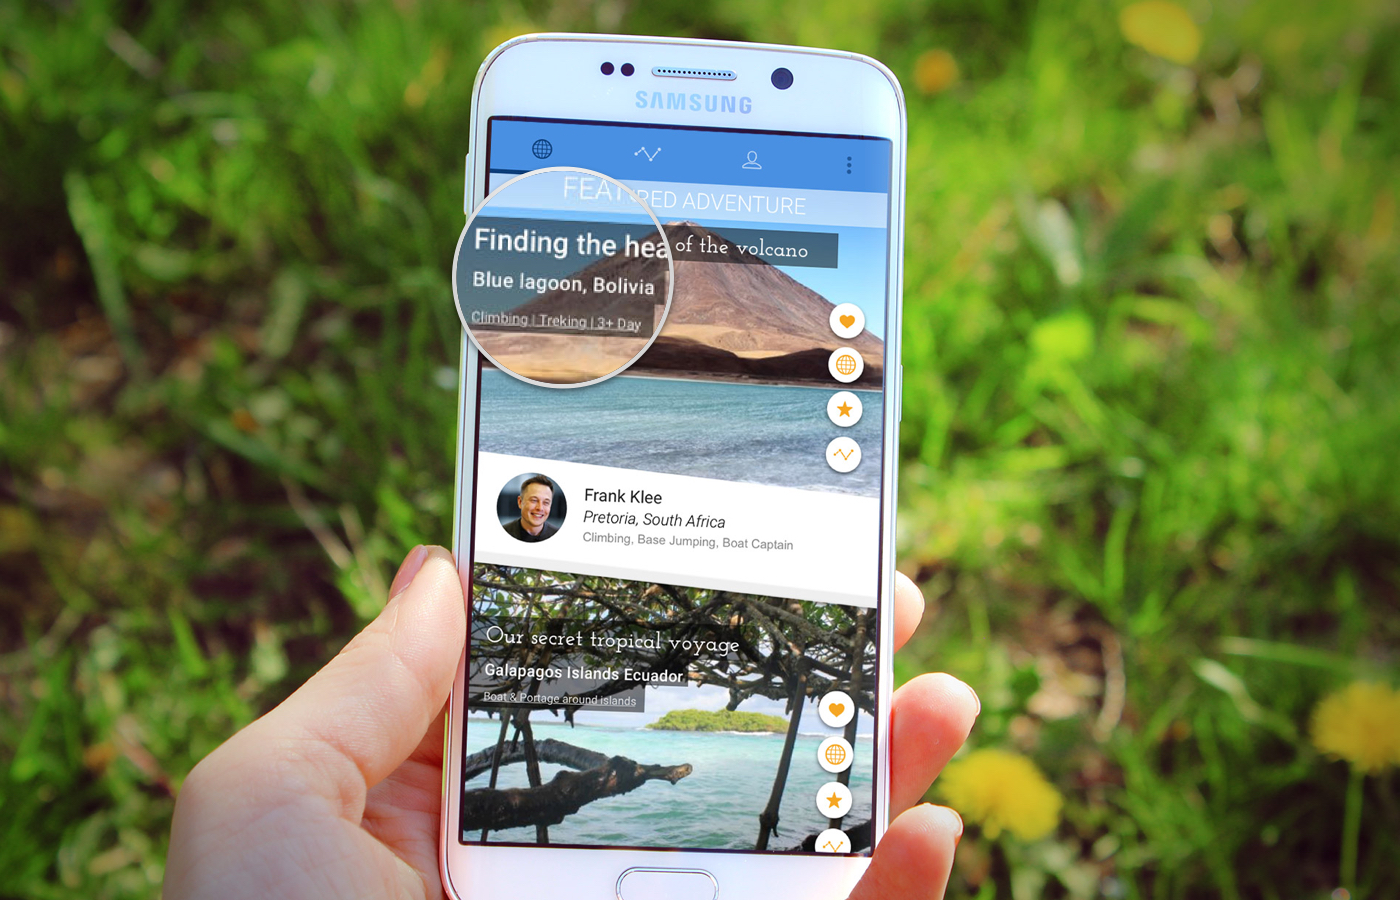 SAMSUNG
FEATURED ADVENTURE
Finding the hea of the volcano
Blue lagoon, Bolivia
Climbing | Treking | 3+ Day
Frank Klee
Pretoria, South Africa
Climbing, Base Jumping, Boat Captain
Our secret tropical voyage
Galapagos Islands Ecuador
Boat & Portage around islands